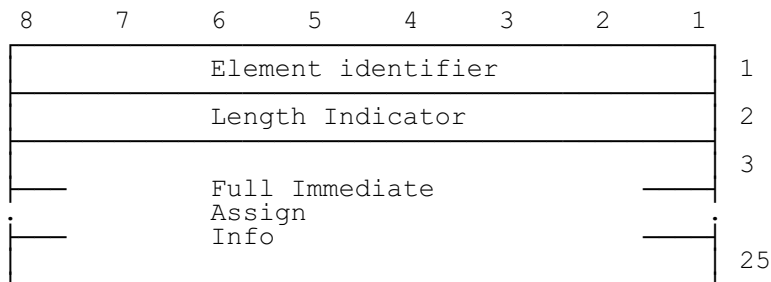 8 7 6 5 4 3 2 1
Element identifier 1
Length Indicator 2
3
Full Immediate
Assign
Info
25